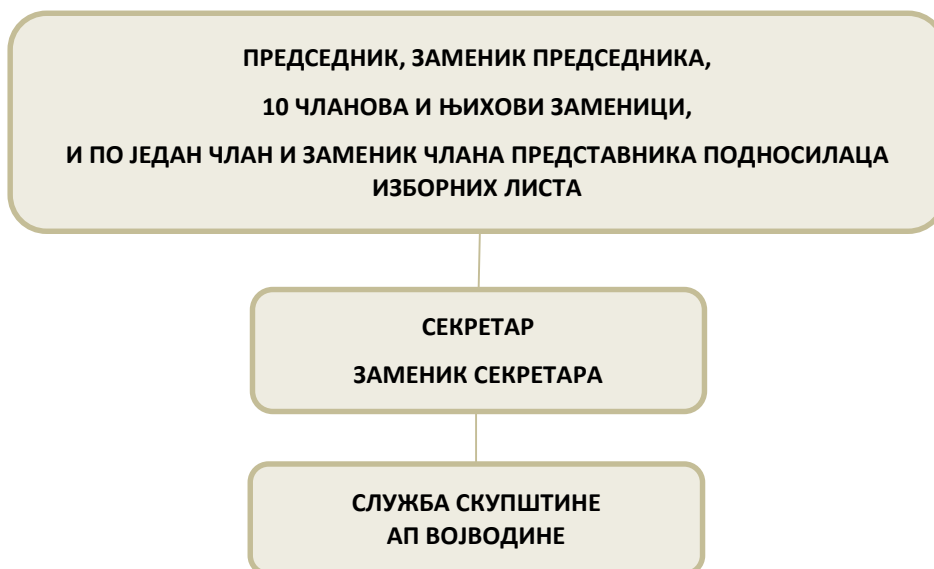 ПРЕДСЕДНИК, ЗАМЕНИК ПРЕДСЕДНИКА,
10 ЧЛАНОВА И ЊИХОВИ ЗАМЕНИЦИ,
И ПО ЈЕДАН ЧЛАН И ЗАМЕНИК ЧЛАНА ПРЕДСТАВНИКА ПОДНОСИЛАЦА
ИЗБОРНИХ ЛИСТА
СЕКРЕТАР
ЗАМЕНИК СЕКРЕТАРА
СЛУЖБА СКУПШТИНЕ
АП ВОЈВОДИНЕ